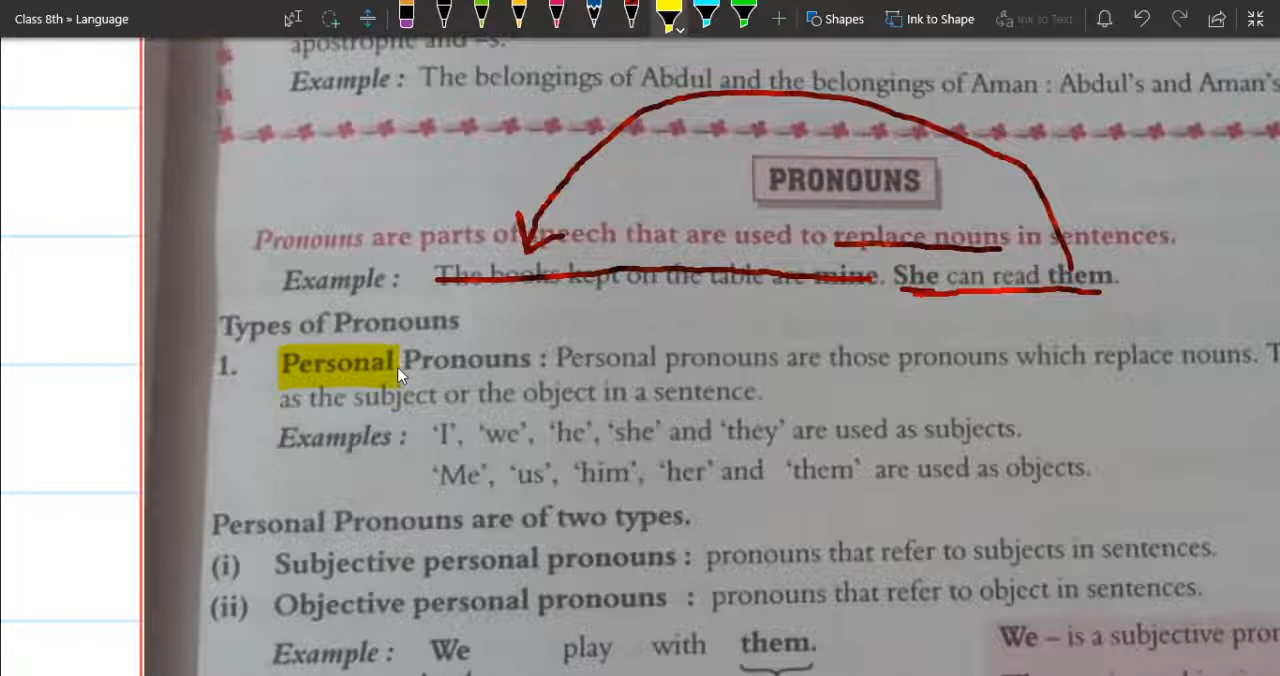 Class 8th » Language
Shapes
Ink to Shape
Ink to Text
apostrophe and –s.
Example : The belongings of Abdul and the belongings of Aman : Abdul's and Aman's
PRONOUNS
Pronouns are parts of speech that are used to replace nouns in sentences.
Example : The books kept on the table are mine. She can read them.
Types of Pronouns
1. Personal Pronouns : Personal pronouns are those pronouns which replace nouns. T
as the subject or the object in a sentence.
Examples : 'I', 'we', 'he', 'she' and 'they' are used as subjects.
'Me', 'us', 'him', 'her' and 'them' are used as objects.
Personal Pronouns are of two types.
(i) Subjective personal pronouns : pronouns that refer to subjects in sentences.
(ii) Objective personal pronouns : pronouns that refer to object in sentences.
Example : We play with them.
We – is a subjective pron